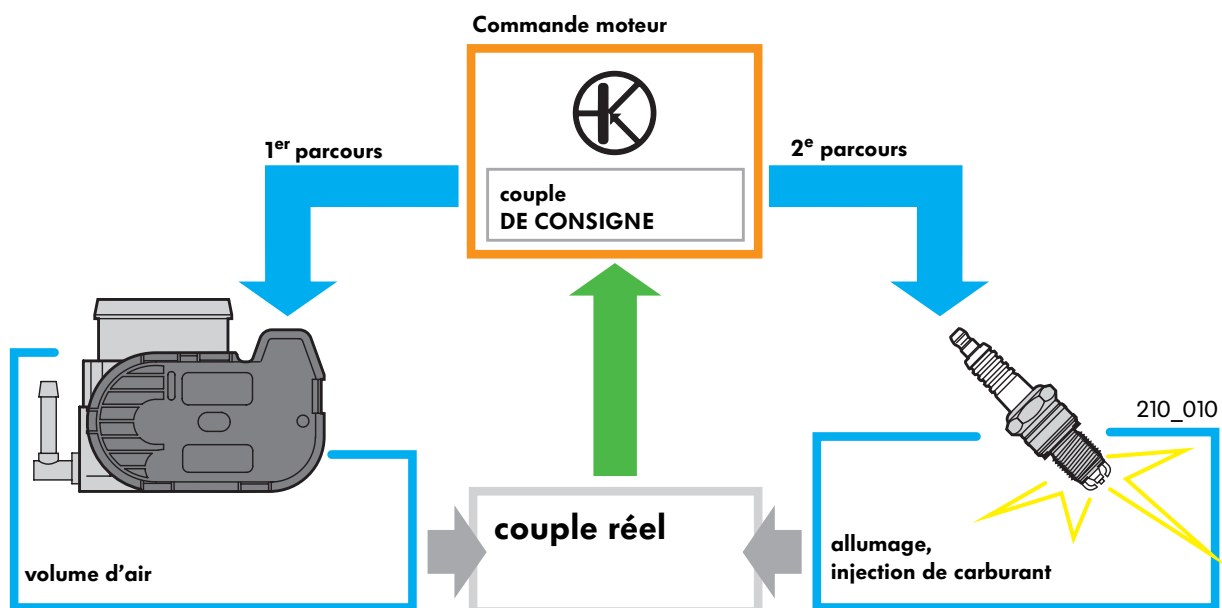 Commande moteur
1er parcours
2e parcours
couple
DE CONSIGNE
210_010
couple réel
volume d’air
allumage,
injection de carburant